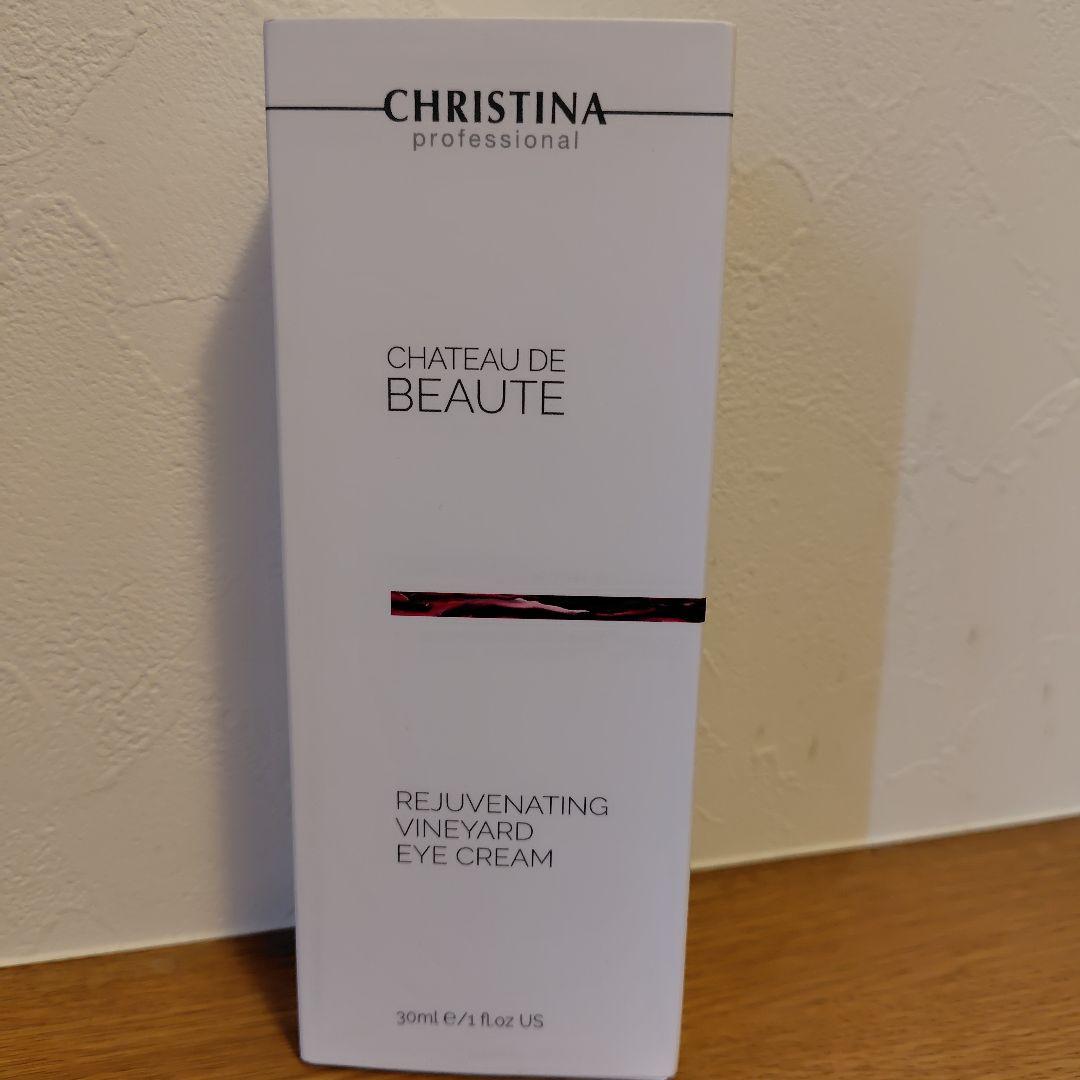 CHRISTINA
professional
CHATEAU DE
BEAUTE
REJUVENATING
VINEYARD
EYE CREAM
30ml ℮/1 fl.oz US